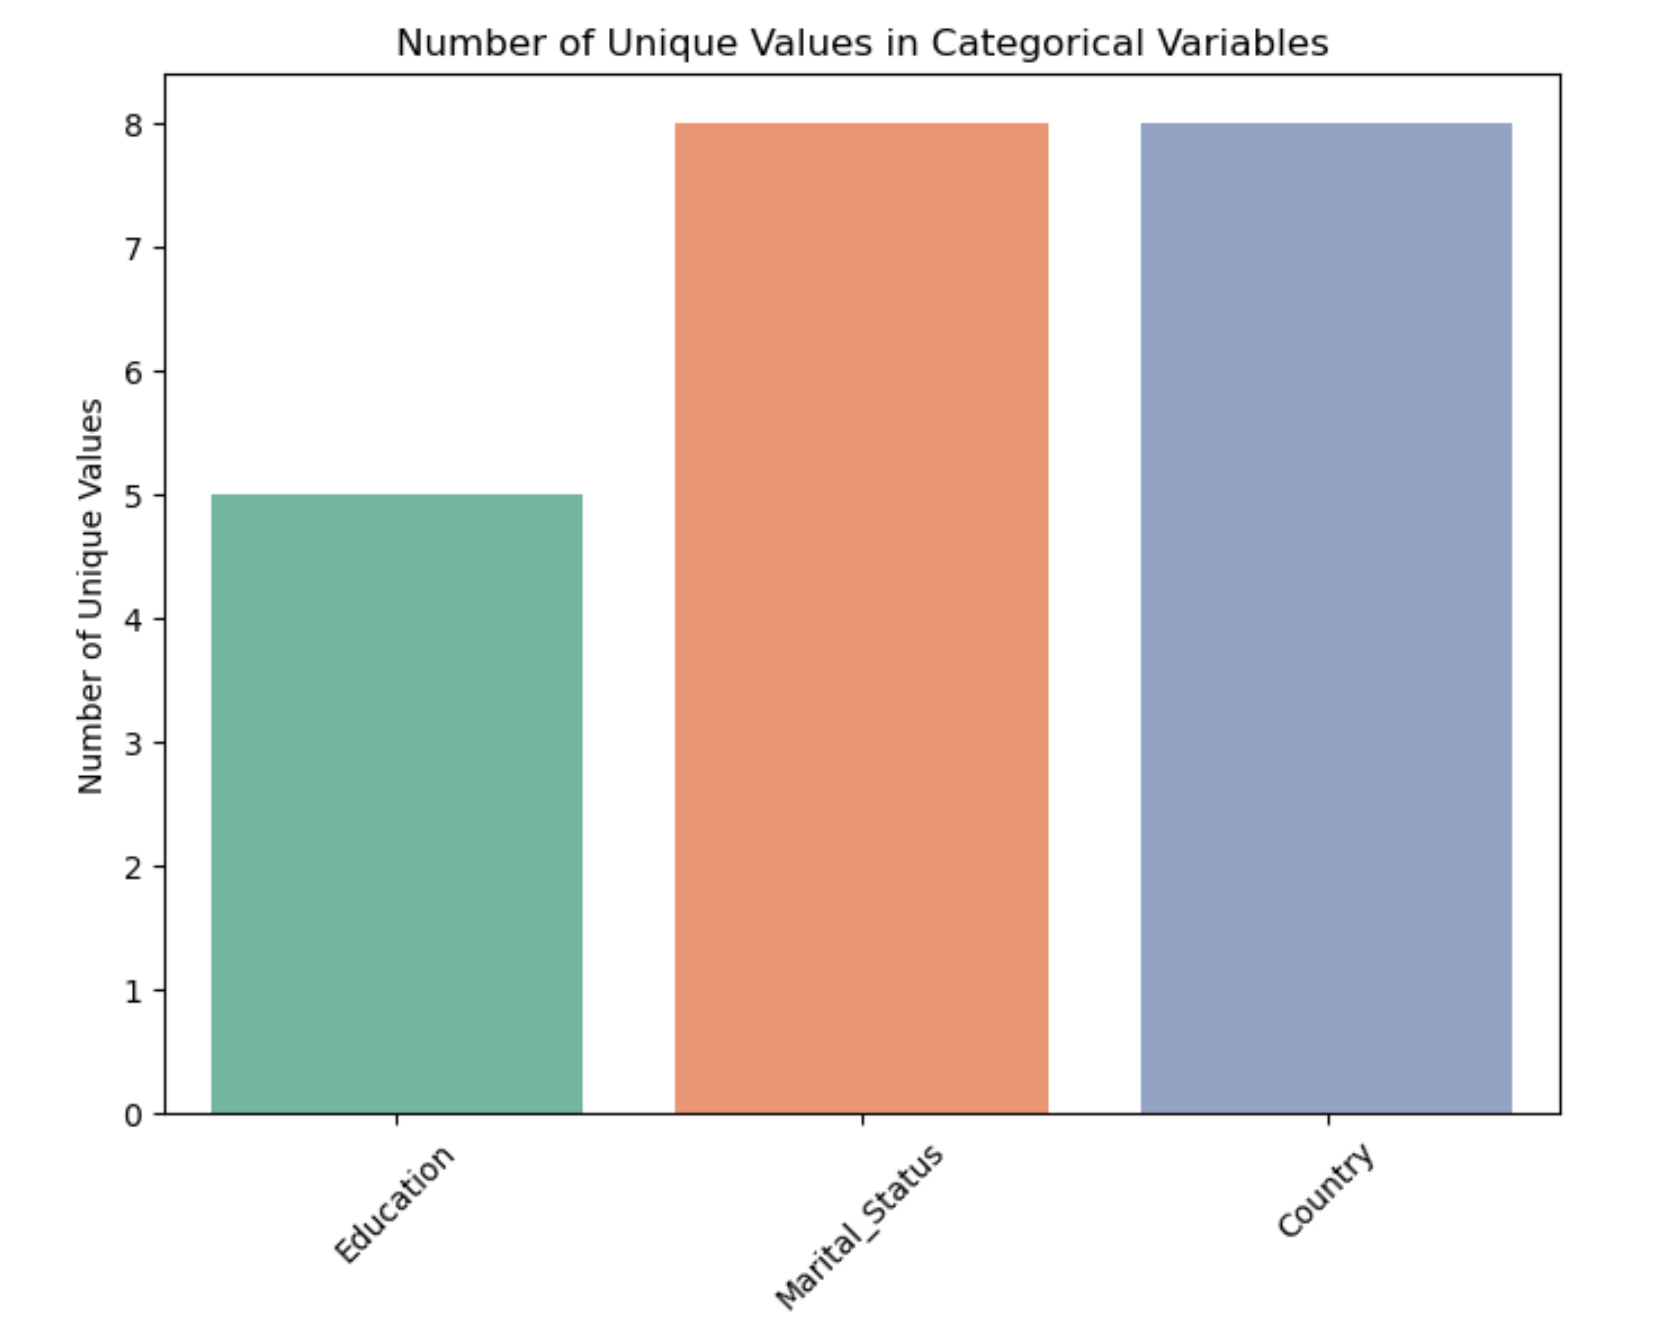 Number of Unique Values in Categorical Variables
Number of Unique Values
8
7
6
5
4
3
2
1
0
Education
Marital_Status
Country